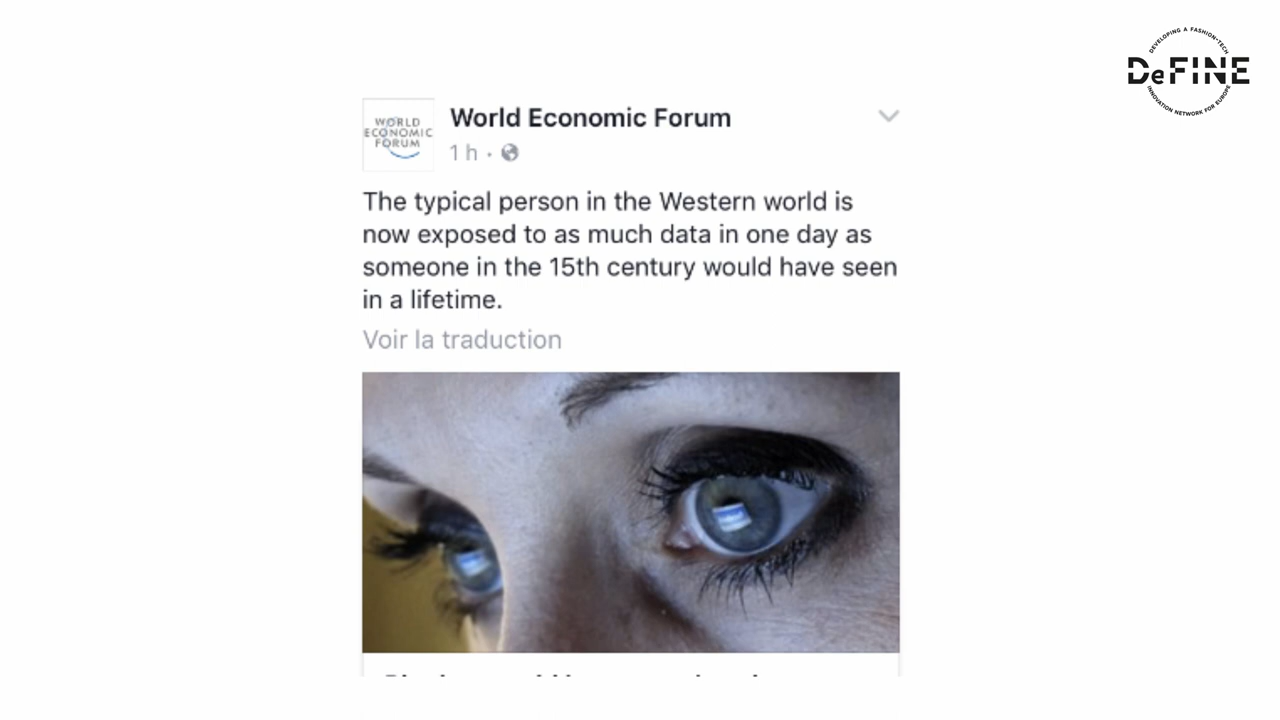 DEVELOPING A FASHION-TECH
DeFINE
INNOVATION NETWORK FOR EUROPE
WORLD
ECONOMIC
FORUM
World Economic Forum
1 h ·
The typical person in the Western world is
now exposed to as much data in one day as
someone in the 15th century would have seen
in a lifetime.
Voir la traduction